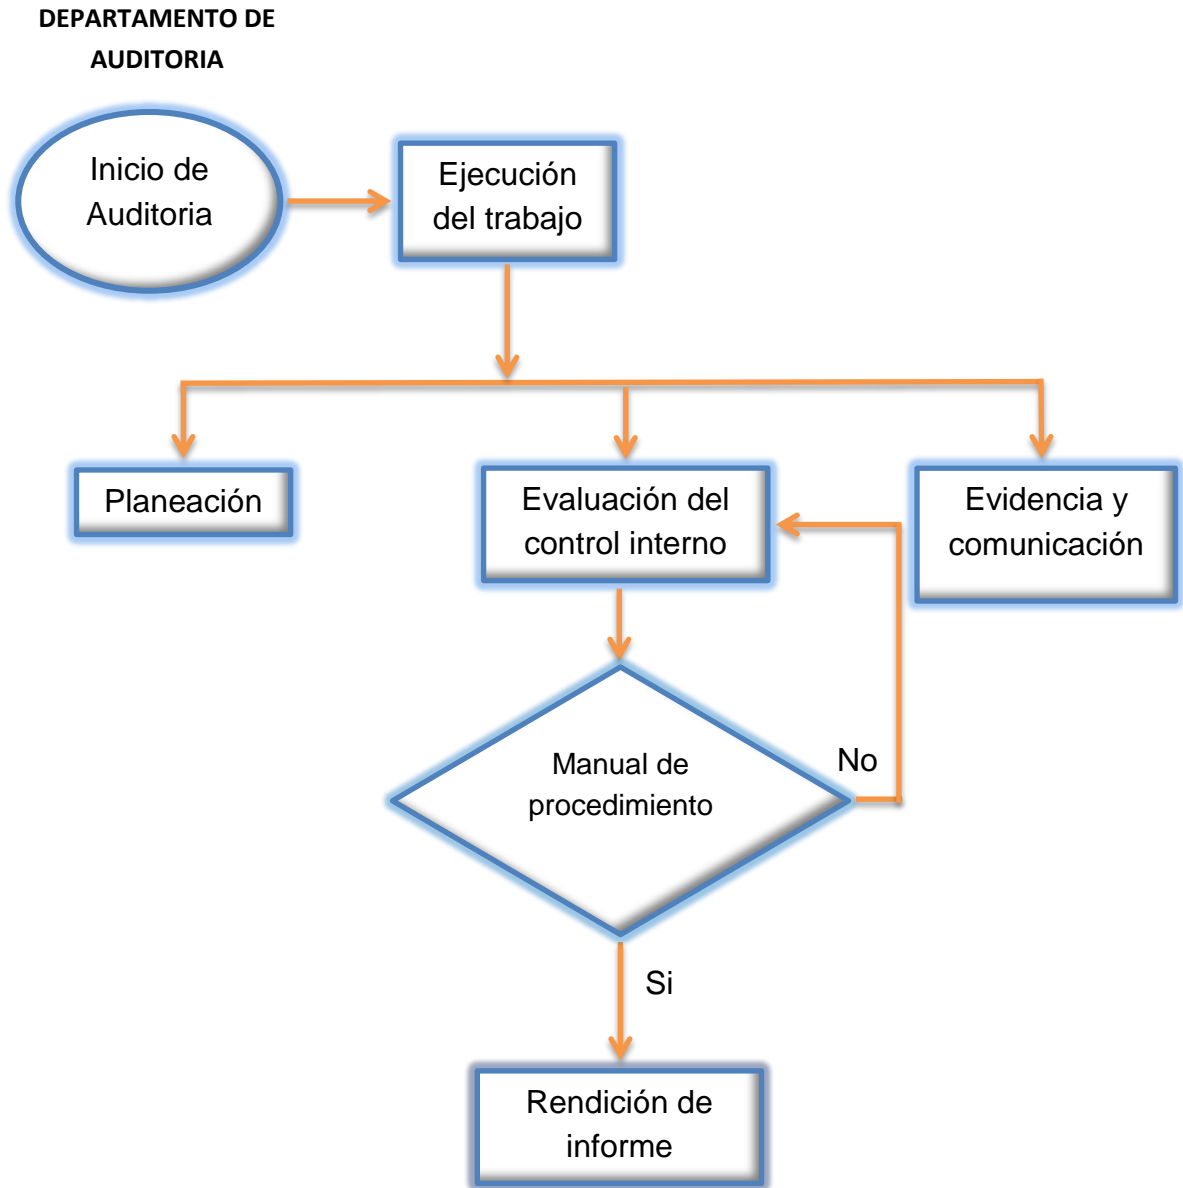 DEPARTAMENTO DE
AUDITORIA
Inicio de
Auditoria
Ejecución
del trabajo
Planeación
Evaluación del
control interno
Evidencia y
comunicación
Manual de
procedimiento
No
Si
Rendición de
informe